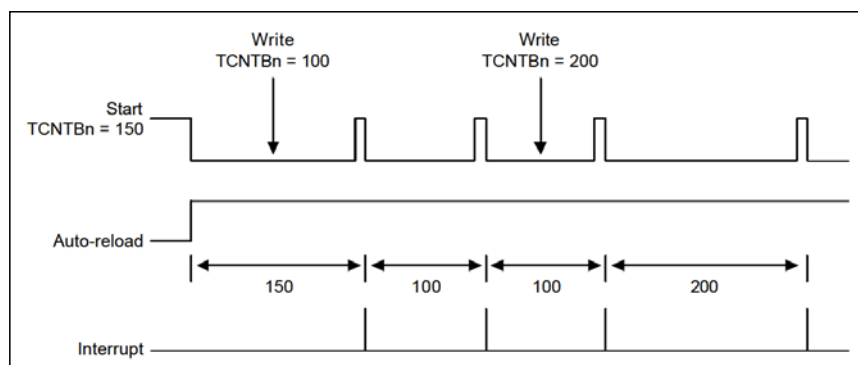 Write
TCNTBn = 100
Write
TCNTBn = 200
Start
TCNTBn = 150
Auto-reload
150
100
100
200
Interrupt